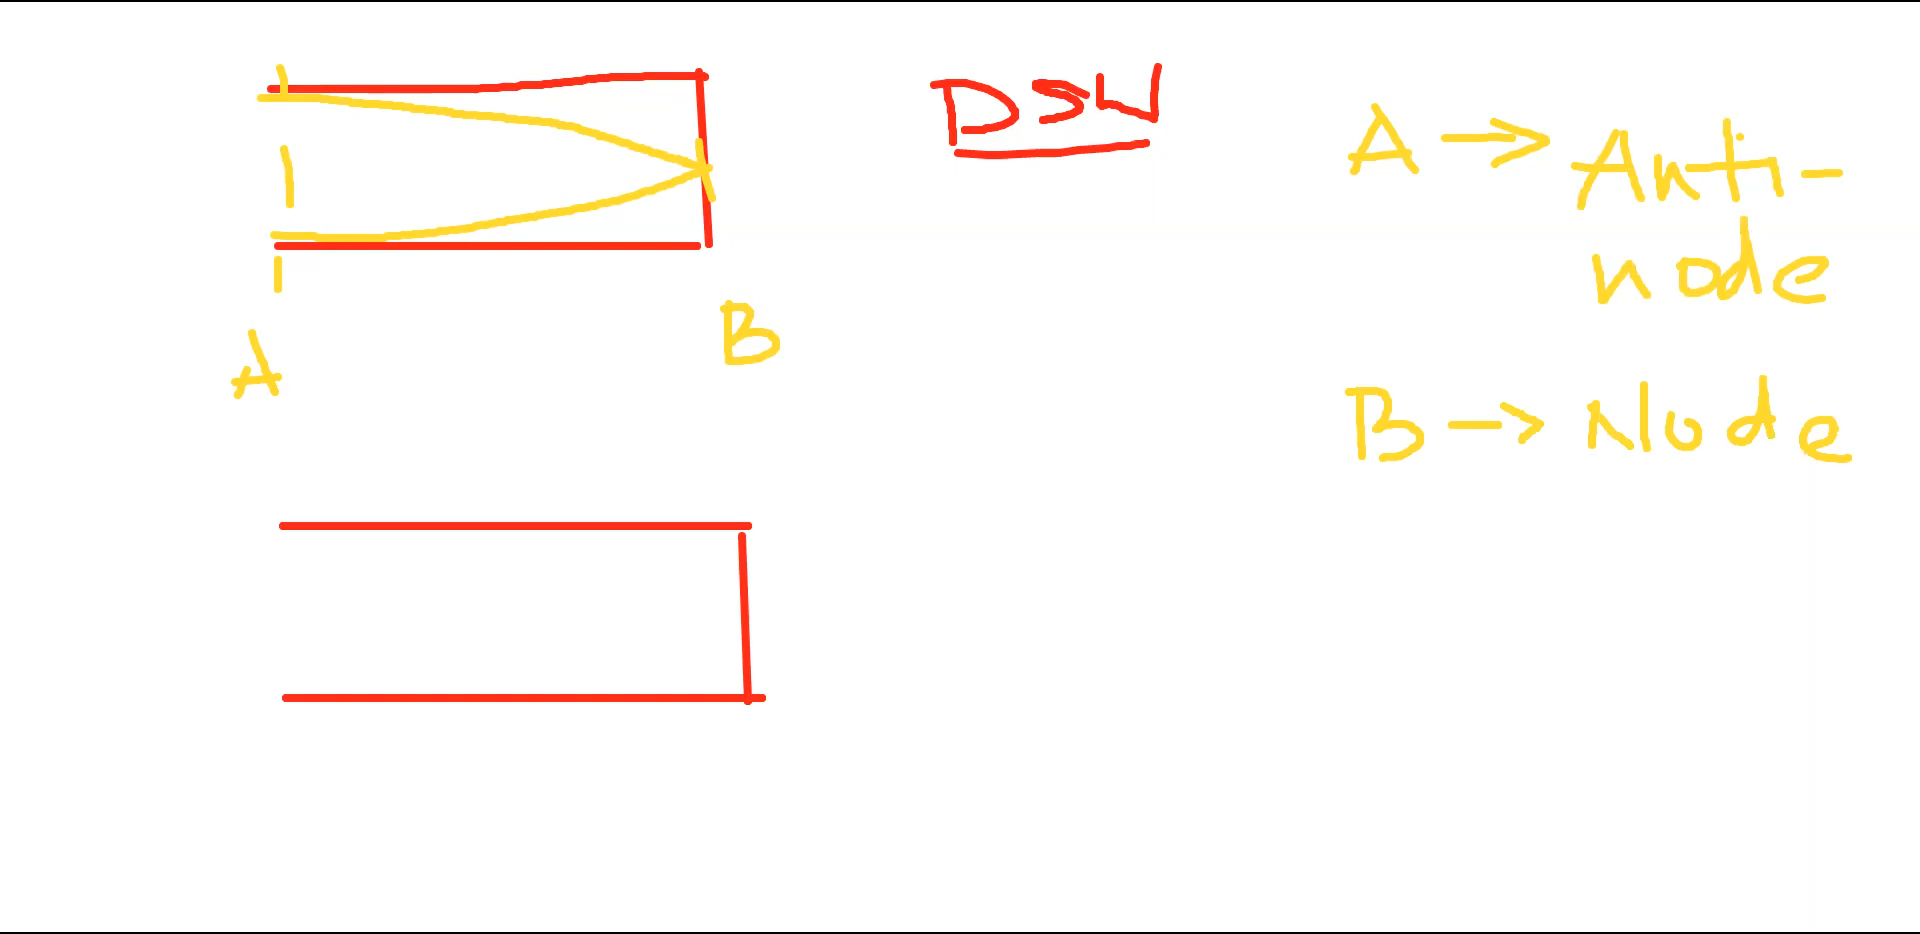 DSW
A → Anti-
node
B
A
B → Node